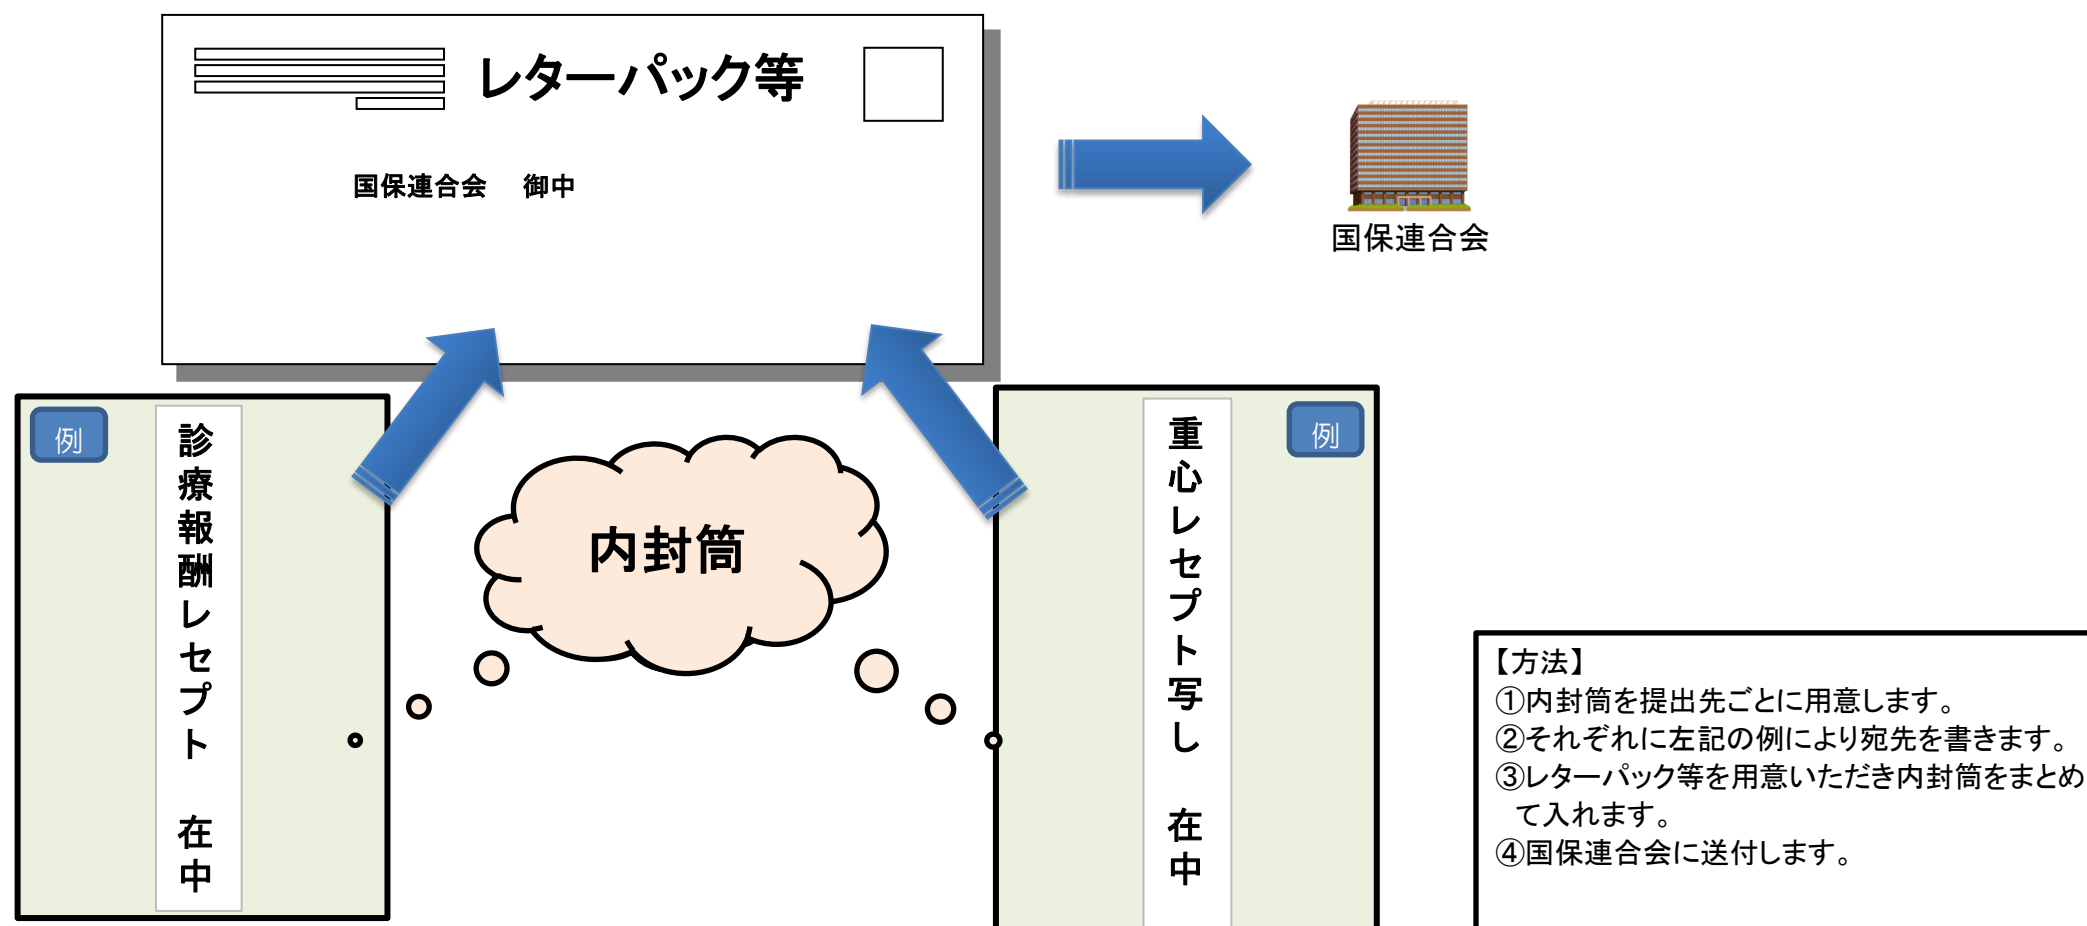 レターパック等
国保連合会　御中
国保連合会
例
診療報酬レセプト　在中
内封筒
重心レセプト写し　在中
例
【方法】
①内封筒を提出先ごとに用意します。
②それぞれに左記の例により宛先を書きます。
③レターパック等を用意いただき内封筒をまとめ
て入れます。
④国保連合会に送付します。